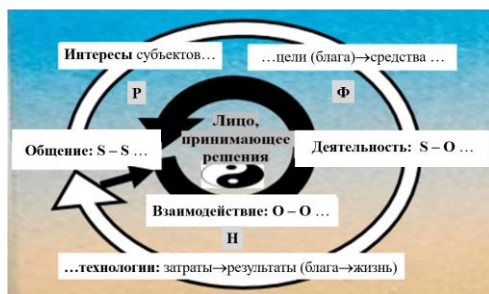 Интересы субъектов…
…цели (блага)→средства …
Р
Ф
Лицо,
принимающее
решения
Общение: S – S …
Деятельность: S – O …
Взаимодействие: O – O …
Н
…технологии: затраты→результаты (блага→жизнь)